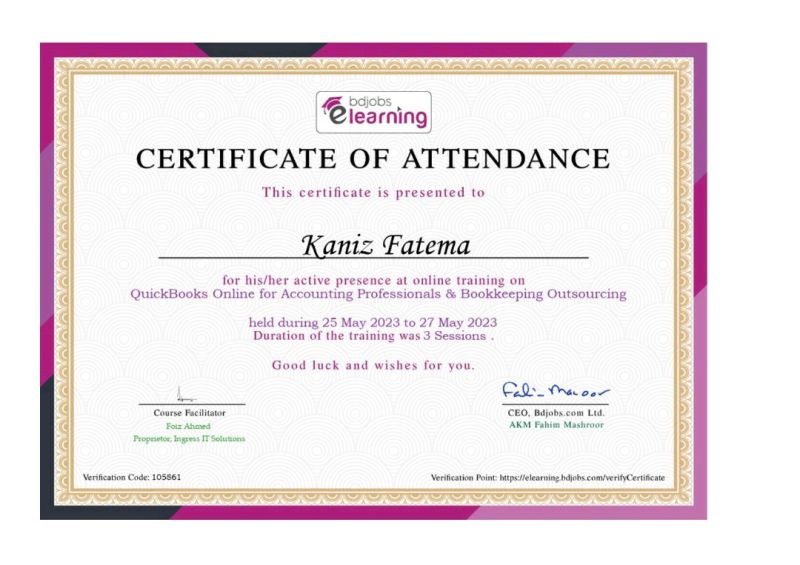 bdjobs
elearning
CERTIFICATE OF ATTENDANCE
This certificate is presented to
Kaniz Fatema
for his/her active presence at online training on
QuickBooks Online for Accounting Professionals & Bookkeeping Outsourcing
held during 25 May 2023 to 27 May 2023
Duration of the training was 3 Sessions .
Good luck and wishes for you.
Course Facilitator
Foiz Ahmed
Proprietor, Ingress IT Solutions
Fahim Mashroor
CEO, Bdjobs.com Ltd.
AKM Fahim Mashroor
Verification Code: 105861
Verification Point: https://elearning.bdjobs.com/verifyCertificate